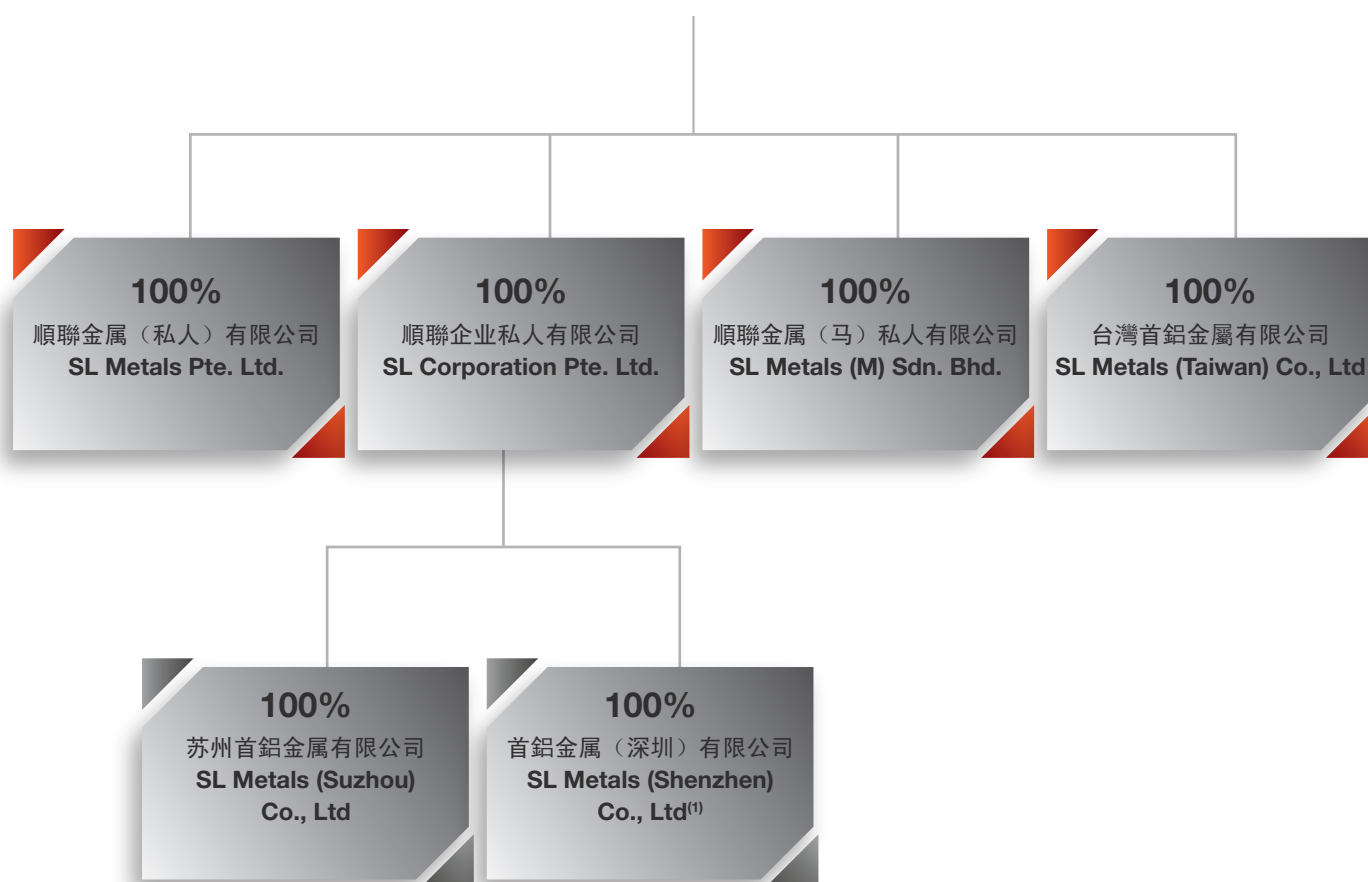 100%
順聯金属（私人）有限公司
SL Metals Pte. Ltd.
100%
順聯企业私人有限公司
SL Corporation Pte. Ltd.
100%
順聯金属（马）私人有限公司
SL Metals (M) Sdn. Bhd.
100%
台灣首鋁金屬有限公司
SL Metals (Taiwan) Co., Ltd
100%
苏州首鋁金属有限公司
SL Metals (Suzhou)
Co., Ltd
100%
首鋁金属（深圳）有限公司
SL Metals (Shenzhen)
Co., Ltd(1)